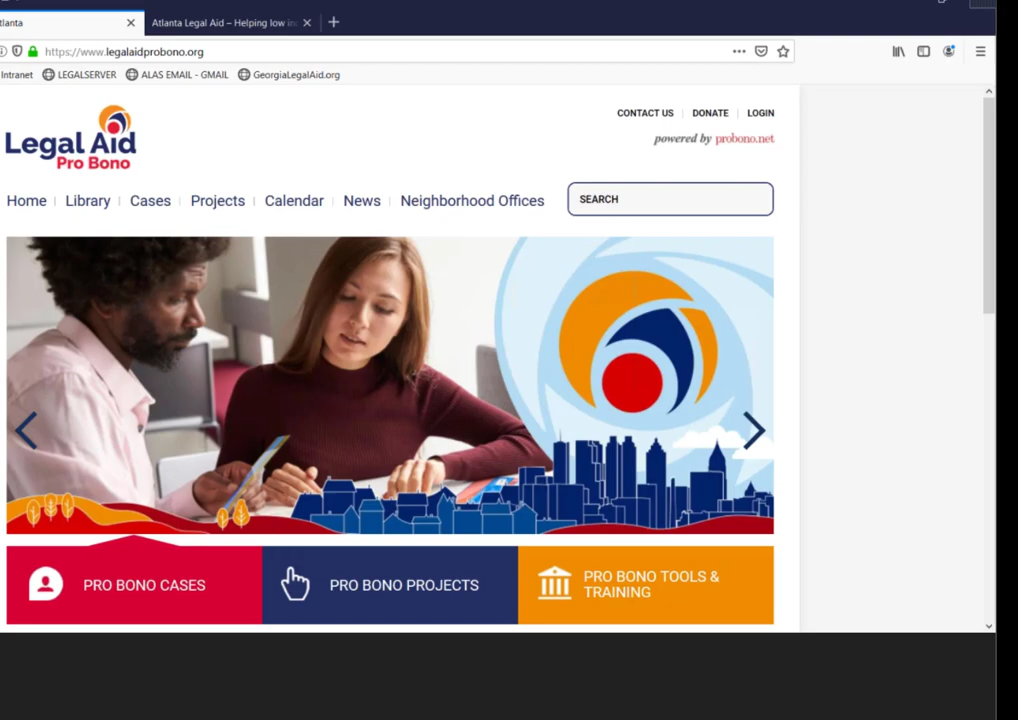 tlanta
Atlanta Legal Aid – Helping low in
https://www.legalaidprobono.org
Intranet LEGALSERVER ALAS EMAIL - GMAIL GeorgiaLegalAid.org
CONTACT US DONATE LOGIN
powered by probono.net
Legal Aid
Pro Bono
Home Library Cases Projects Calendar News Neighborhood Offices
SEARCH
PRO BONO CASES
PRO BONO PROJECTS
PRO BONO TOOLS &
TRAINING